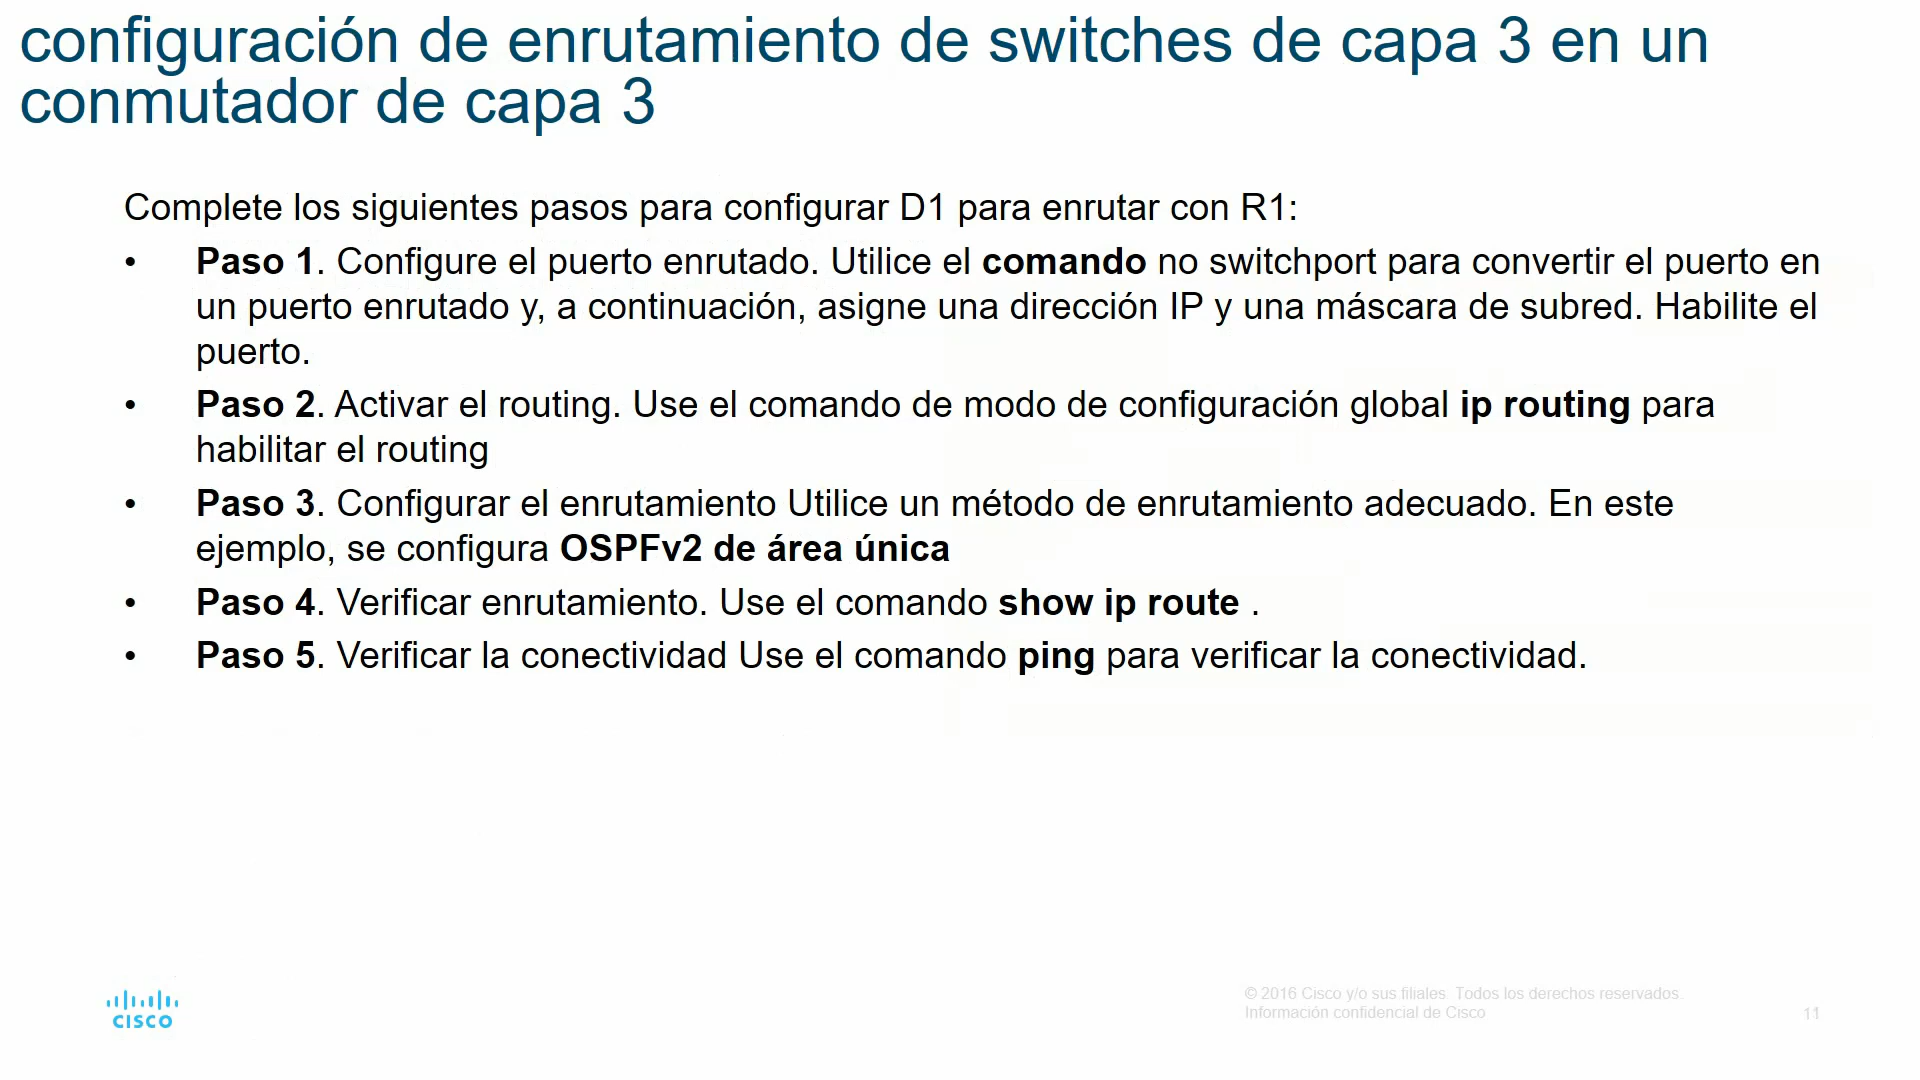 configuración de enrutamiento de switches de capa 3 en un
conmutador de capa 3
Complete los siguientes pasos para configurar D1 para enrutar con R1:
• Paso 1. Configure el puerto enrutado. Utilice el comando no switchport para convertir el puerto en
un puerto enrutado y, a continuación, asigne una dirección IP y una máscara de subred. Habilite el
puerto.
• Paso 2. Activar el routing. Use el comando de modo de configuración global ip routing para
habilitar el routing
• Paso 3. Configurar el enrutamiento Utilice un método de enrutamiento adecuado. En este
ejemplo, se configura OSPFv2 de área única
• Paso 4. Verificar enrutamiento. Use el comando show ip route .
• Paso 5. Verificar la conectividad Use el comando ping para verificar la conectividad.
CISCO
© 2016 Cisco y/o sus filiales. Todos los derechos reservados.
Información confidencial de Cisco
11